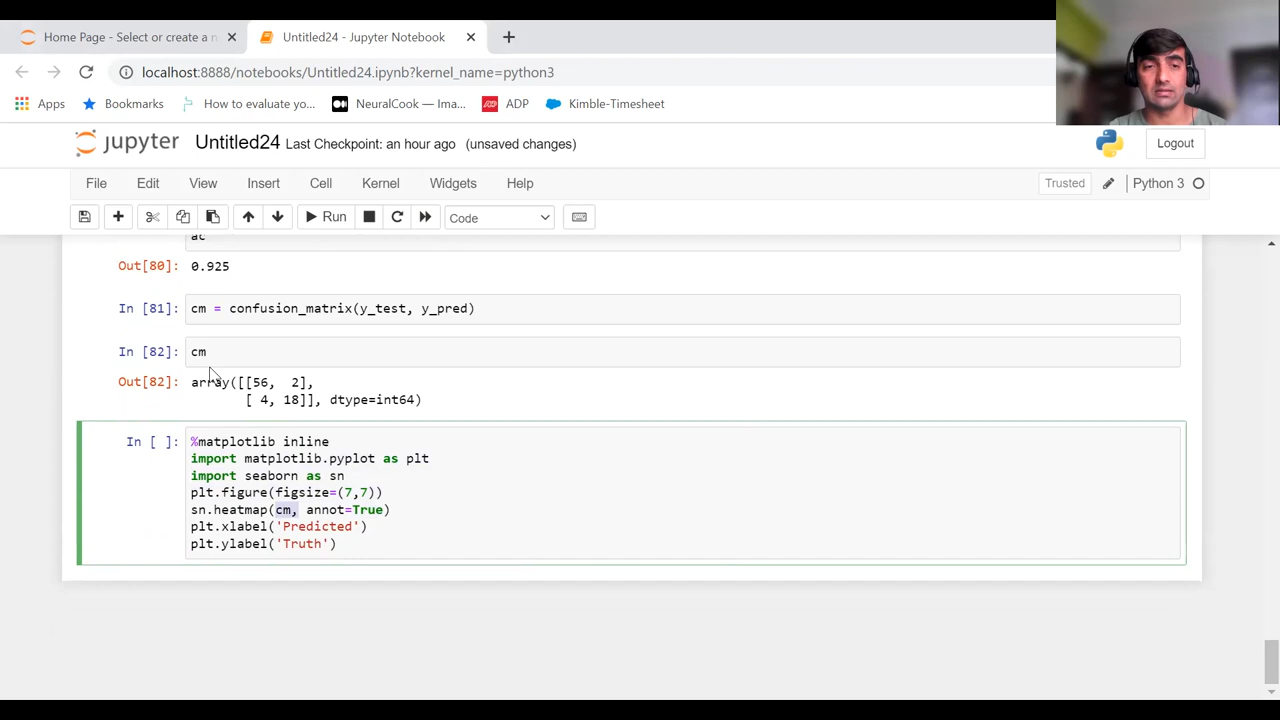 Home Page - Select or create a n
Untitled24 - Jupyter Notebook
localhost:8888/notebooks/Untitled24.ipynb?kernel_name=python3
Apps
Bookmarks
How to evaluate yo...
NeuralCook — Ima...
ADP
Kimble-Timesheet
jupyter Untitled24 Last Checkpoint: an hour ago (unsaved changes)
Logout
File Edit View Insert Cell Kernel Widgets Help
Trusted
Python 3
Run
Code
ac
Out[80]: 0.925
In [81]: cm = confusion_matrix(y_test, y_pred)
In [82]: cm
Out[82]: array([[56, 2],
[ 4, 18]], dtype=int64)
In [ ]: %matplotlib inline
import matplotlib.pyplot as plt
import seaborn as sn
plt.figure(figsize=(7,7))
sn.heatmap(cm, annot=True)
plt.xlabel('Predicted')
plt.ylabel('Truth')